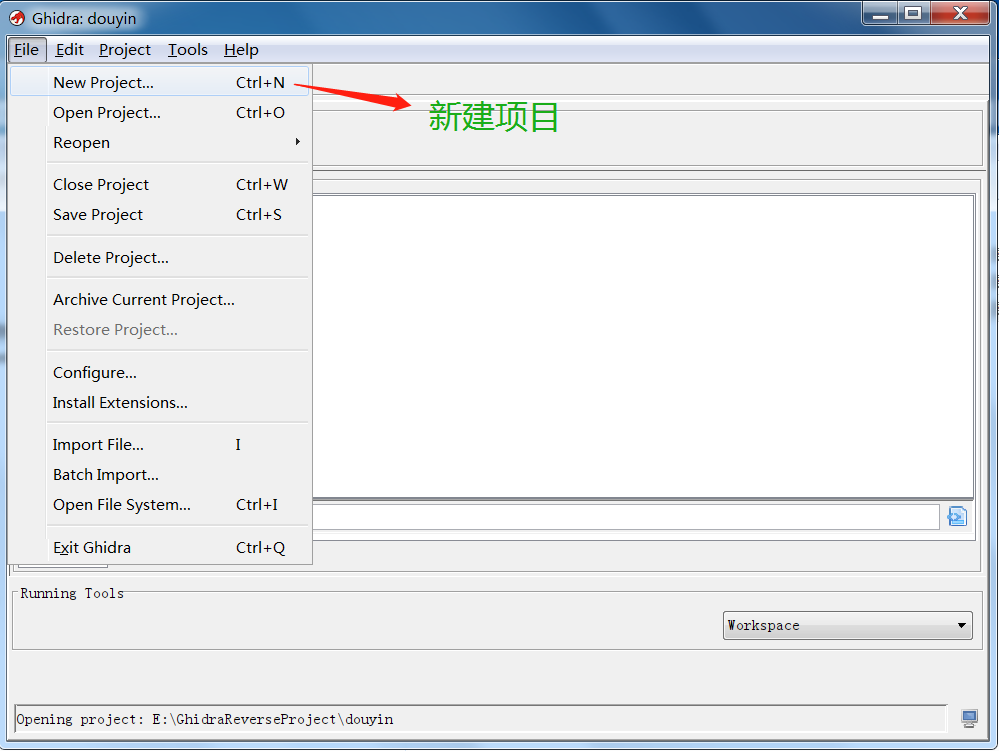 Ghidra: douyin
File Edit Project Tools Help
New Project... Ctrl+N
新建项目
Open Project... Ctrl+O
Reopen
Close Project Ctrl+W
Save Project Ctrl+S
Delete Project...
Archive Current Project...
Restore Project...
Configure...
Install Extensions...
Import File... I
Batch Import...
Open File System... Ctrl+I
Exit Ghidra Ctrl+Q
Running Tools
Workspace
Opening project: E:\GhidraReverseProject\douyin